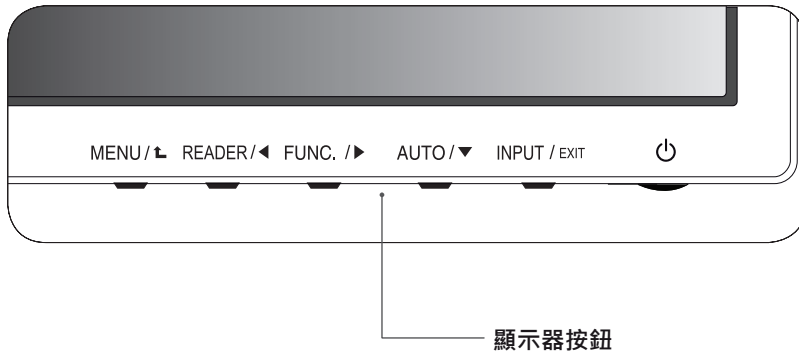 MENU / ⮤ READER / ◀ FUNC. / ▶ AUTO / ▼ INPUT / EXIT ⏻
顯示器按鈕